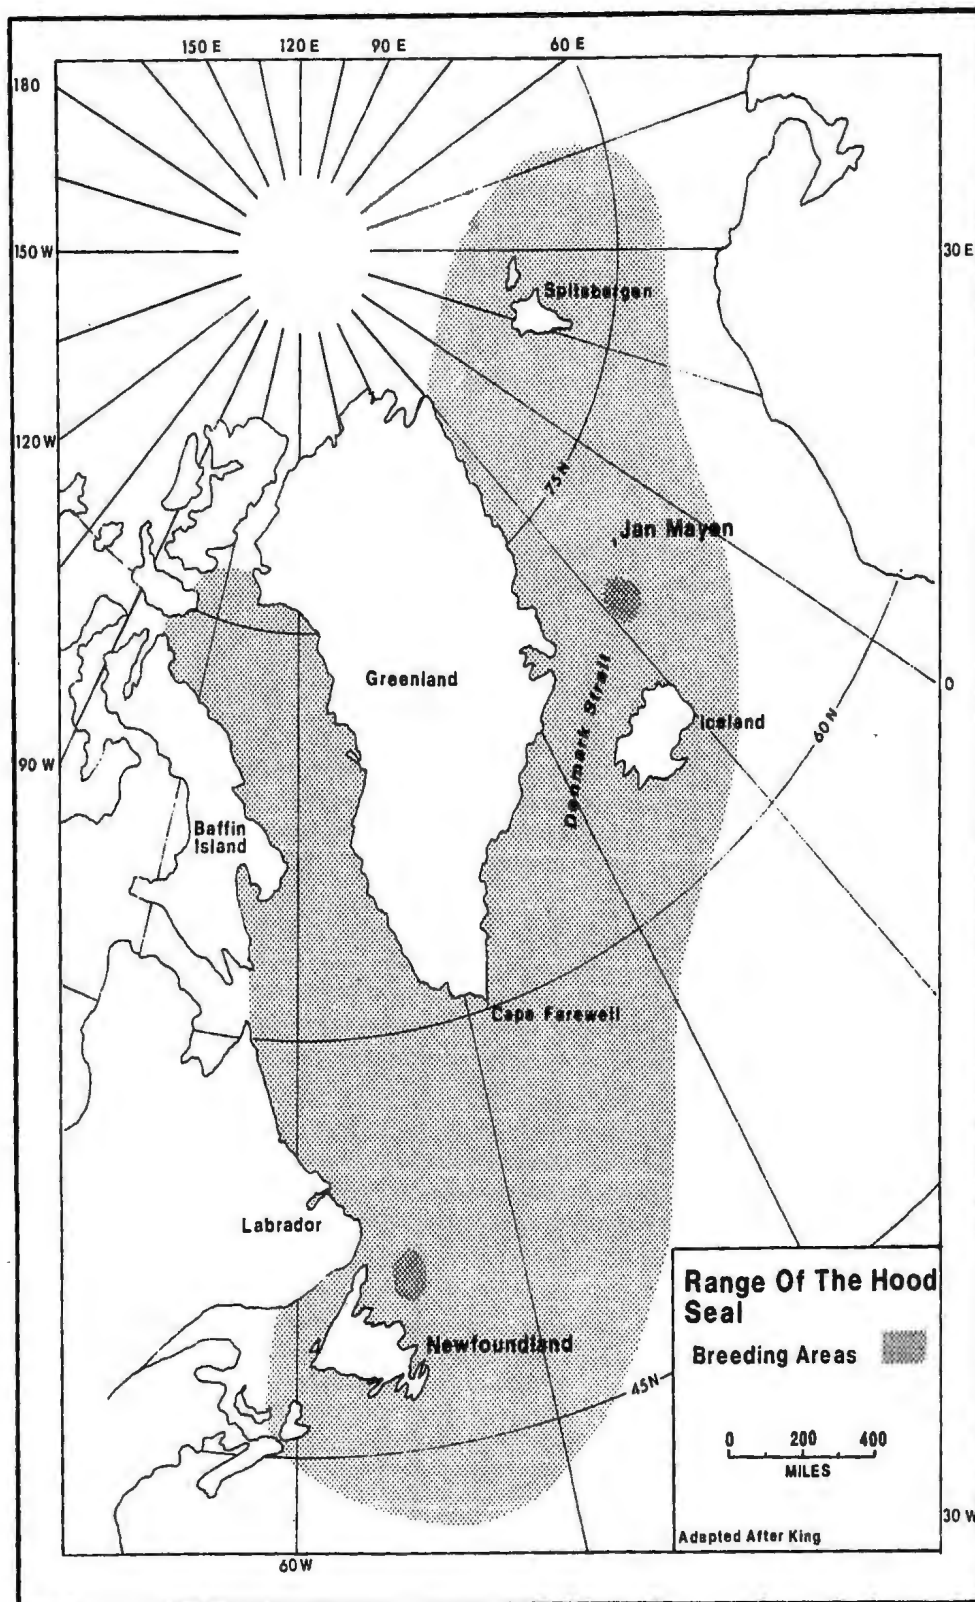 150 E 120 E 90 E 60 E
180
150 W
30 E
Spitsbergen
120 W
75 N
Jan Mayen
Greenland
Denmark Strait
0
Iceland
60 N
90 W
Baffin
Island
Cape Farewell
Labrador
Newfoundland
45N
Range Of The Hood
Seal
Breeding Areas
0 200 400
MILES
Adapted After King
30 W
60 W